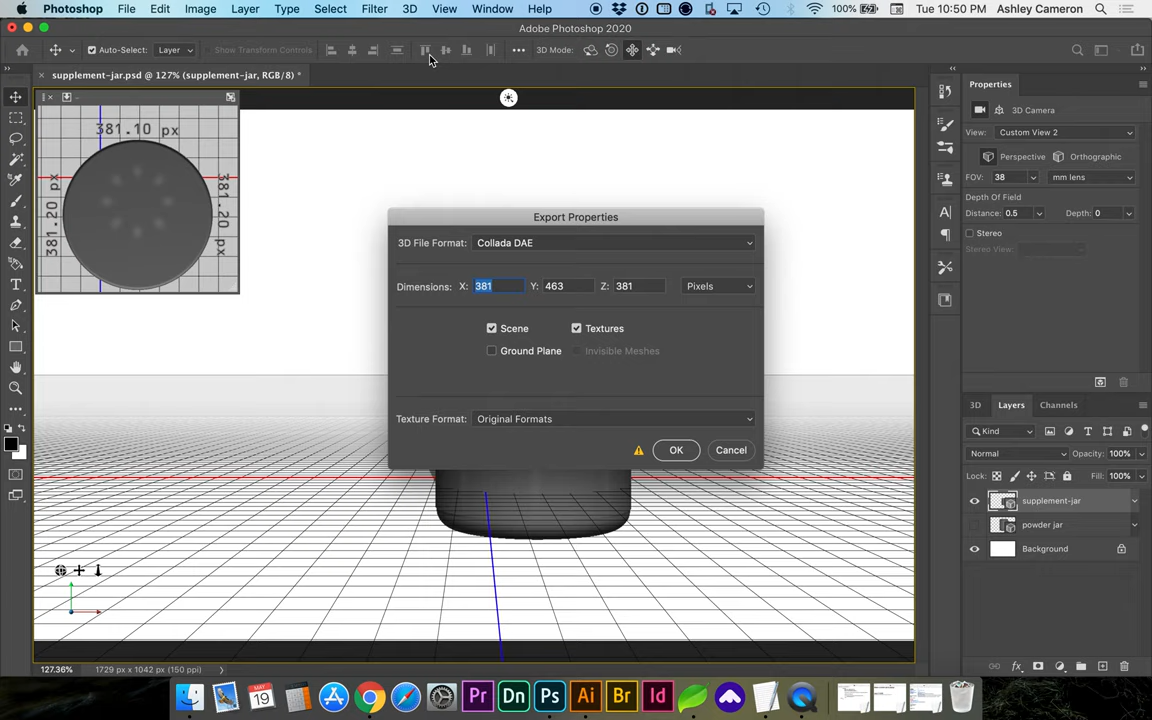 Photoshop File Edit Image Layer Type Select Filter 3D View Window Help 100% Tue 10:50 PM Ashley Cameron
Adobe Photoshop 2020
Auto-Select: Layer Show Transform Controls 3D Mode:
supplement-jar.psd @ 127% (supplement-jar, RGB/8) *
381.10 px
381.20 px
381.20 px
Export Properties
3D File Format: Collada DAE
Dimensions: X: 381 Y: 463 Z: 381 Pixels
Scene Textures
Ground Plane Invisible Meshes
Texture Format: Original Formats
OK Cancel
Properties
3D Camera
View: Custom View 2
Perspective Orthographic
FOV: 38 mm lens
Depth Of Field
Distance: 0.5 Depth: 0
Stereo
Stereo View:
3D Layers Channels
Kind
Normal Opacity: 100%
Lock: Fill: 100%
supplement-jar
powder jar
Background
127.36% 1729 px x 1042 px (150 ppi)
MAY
19
Pr Dn Ps Ai Br Id